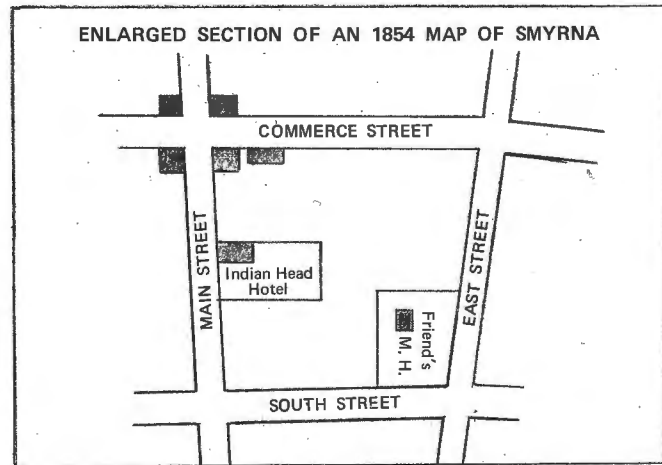 ENLARGED SECTION OF AN 1854 MAP OF SMYRNA
COMMERCE STREET
MAIN STREET
EAST STREET
Indian Head
Hotel
Friend's
M. H.
SOUTH STREET